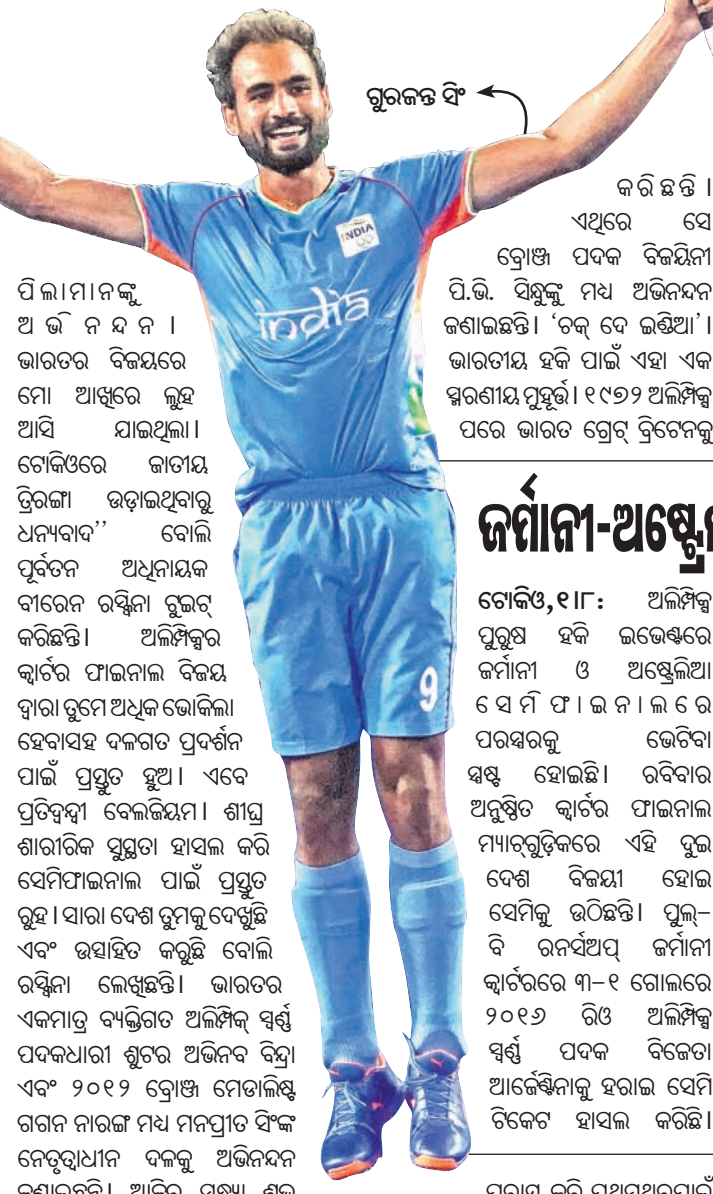 ଗୁରଜନ୍ତ ସିଂ
INDIA
india
9
ପିଲାମାନଙ୍କୁ
ଅଭିନନ୍ଦନ।
ଭାରତର ବିଜୟରେ
ମୋ ଆଖିରେ ଲୁହ
ଆସି ଯାଇଥିଲା।
ଟୋକିଓରେ ଜାତୀୟ
ତ୍ରିରଙ୍ଗା ଉଡ଼ାଇଥିବାରୁ
ଧନ୍ୟବାଦ’’ ବୋଲି
ପୂର୍ବତନ ଅଧିନାୟକ
ବୀରେନ ରସ୍କିନା ଟୁଇଟ୍
କରିଛନ୍ତି। ଅଲିମ୍ପିକ୍ସର
କ୍ୱାର୍ଟର ଫାଇନାଲ ବିଜୟ
ଦ୍ୱାରା ତୁମେ ଅଧିକ ଭୋକିଲା
ହେବାସହ ଦଳଗତ ପ୍ରଦର୍ଶନ
ପାଇଁ ପ୍ରସ୍ତୁତ ହୁଅ। ଏବେ
ପ୍ରତିଦ୍ୱନ୍ଦ୍ୱୀ ବେଲଜିୟମ। ଶୀଘ୍ର
ଶାରୀରିକ ସୁସ୍ଥତା ହାସଲ କରି
ସେମିଫାଇନାଲ ପାଇଁ ପ୍ରସ୍ତୁତ
ରୁହ। ସାରା ଦେଶ ତୁମକୁ ଦେଖୁଛି
ଏବଂ ଉତ୍ସାହିତ କରୁଛି ବୋଲି
ରସ୍କିନା ଲେଖିଛନ୍ତି। ଭାରତର
ଏକମାତ୍ର ବ୍ୟକ୍ତିଗତ ଅଲିମ୍ପିକ୍ ସ୍ୱର୍ଣ୍ଣ
ପଦକଧାରୀ ଶୁଟର ଅଭିନବ ବିନ୍ଦ୍ରା
ଏବଂ ୨୦୧୨ ବ୍ରୋଞ୍ଜ ମେଡାଲିଷ୍ଟ
ଗଗନ ନାରଙ୍ଗ ମଧ୍ୟ ମନପ୍ରୀତ ସିଂଙ୍କ
ନେତୃତ୍ୱାଧୀନ ଦଳକୁ ଅଭିନନ୍ଦନ
କରିଛନ୍ତି।
ଏଥିରେ ସେ
ବ୍ରୋଞ୍ଜ ପଦକ ବିଜୟିନୀ
ପି.ଭି. ସିନ୍ଧୁଙ୍କୁ ମଧ୍ୟ ଅଭିନନ୍ଦନ
ଜଣାଇଛନ୍ତି। ‘ଚକ୍ ଦେ ଇଣ୍ଡିଆ’।
ଭାରତୀୟ ହକି ପାଇଁ ଏହା ଏକ
ସ୍ମରଣୀୟ ମୁହୂର୍ତ୍ତ। ୧୯୭୨ ଅଲିମ୍ପିକ୍ସ
ପରେ ଭାରତ ଗ୍ରେଟ୍ ବ୍ରିଟେନକୁ
ଜର୍ମାନୀ-ଅଷ୍ଟ୍ରେ
ଟୋକିଓ,୧।୮: ଅଲିମ୍ପିକ୍ସ
ପୁରୁଷ ହକି ଇଭେଣ୍ଟରେ
ଜର୍ମାନୀ ଓ ଅଷ୍ଟ୍ରେଲିଆ
ସେମିଫାଇନାଲରେ
ପରସ୍ପରକୁ ଭେଟିବା
ସ୍ପଷ୍ଟ ହୋଇଛି। ରବିବାର
ଅନୁଷ୍ଠିତ କ୍ୱାର୍ଟର ଫାଇନାଲ
ମ୍ୟାଚ୍‌ଗୁଡ଼ିକରେ ଏହି ଦୁଇ
ଦେଶ ବିଜୟୀ ହୋଇ
ସେମିକୁ ଉଠିଛନ୍ତି। ପୁଲ୍-
ବି ରନର୍ସଅପ୍ ଜର୍ମାନୀ
କ୍ୱାର୍ଟରରେ ୩-୧ ଗୋଲରେ
୨୦୧୬ ରିଓ ଅଲିମ୍ପିକ୍ସ
ସ୍ୱର୍ଣ୍ଣ ପଦକ ବିଜେତା
ଆର୍ଜେଣ୍ଟିନାକୁ ହରାଇ ସେମି
ଟିକେଟ ହାସଲ କରିଛି।